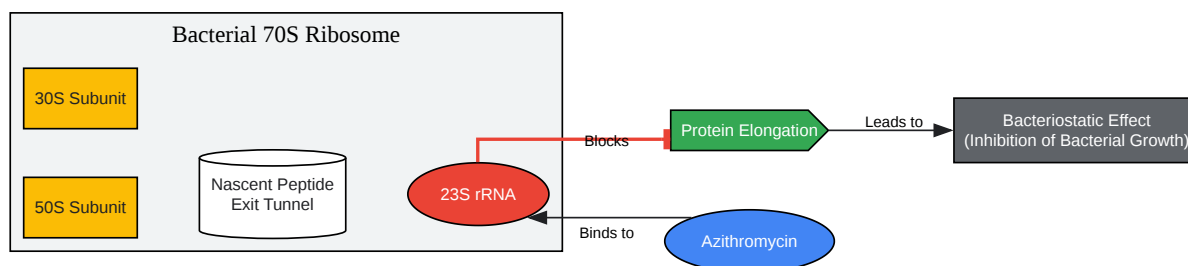 Bacterial 70S Ribosome
30S Subunit
50S Subunit
Nascent Peptide
Exit Tunnel
23S rRNA
Blocks
Binds to
Protein Elongation
Azithromycin
Leads to
Bacteriostatic Effect
(Inhibition of Bacterial Growth)